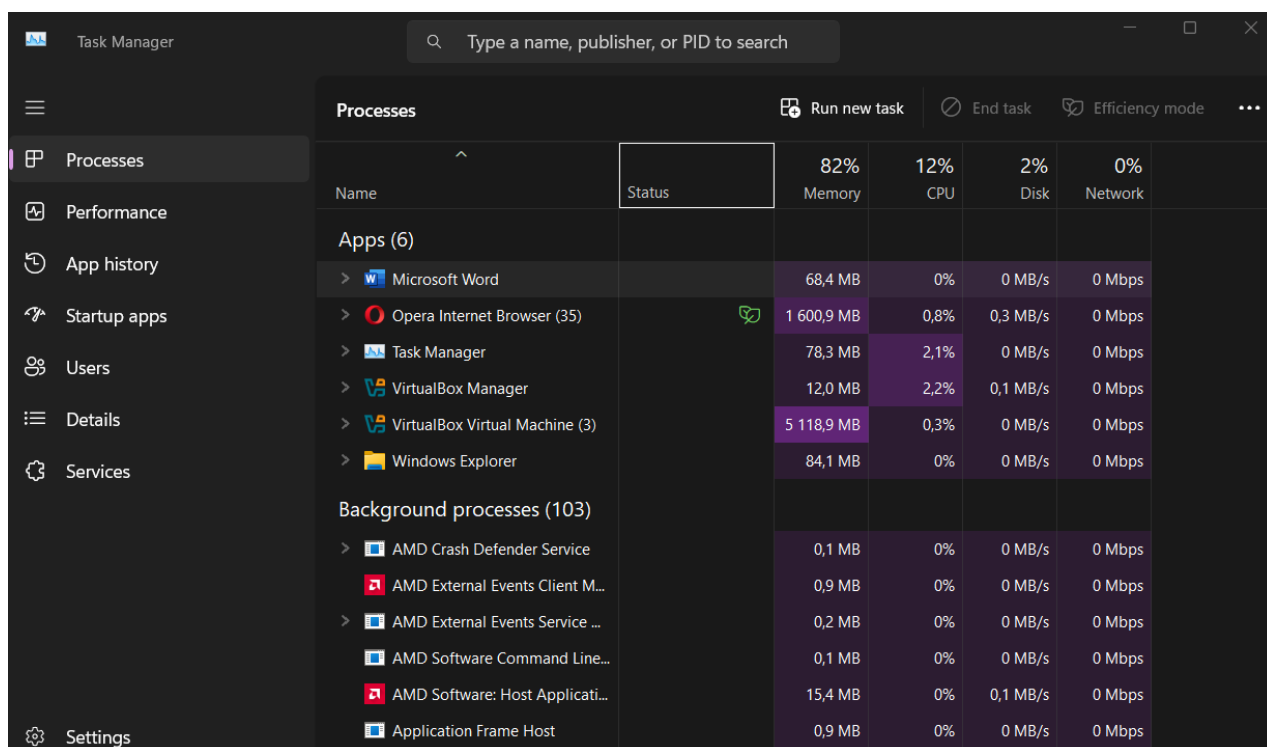 Task Manager
Type a name, publisher, or PID to search
Processes
Run new task
End task
Efficiency mode
Processes
Performance
App history
Startup apps
Users
Details
Services
Settings
82% 12% 2% 0%
Name Status Memory CPU Disk Network
Apps (6)
Microsoft Word 68,4 MB 0% 0 MB/s 0 Mbps
Opera Internet Browser (35) 1 600,9 MB 0,8% 0,3 MB/s 0 Mbps
Task Manager 78,3 MB 2,1% 0 MB/s 0 Mbps
VirtualBox Manager 12,0 MB 2,2% 0,1 MB/s 0 Mbps
VirtualBox Virtual Machine (3) 5 118,9 MB 0,3% 0 MB/s 0 Mbps
Windows Explorer 84,1 MB 0% 0 MB/s 0 Mbps
Background processes (103)
AMD Crash Defender Service 0,1 MB 0% 0 MB/s 0 Mbps
AMD External Events Client M... 0,9 MB 0% 0 MB/s 0 Mbps
AMD External Events Service ... 0,2 MB 0% 0 MB/s 0 Mbps
AMD Software Command Line... 0,1 MB 0% 0 MB/s 0 Mbps
AMD Software: Host Applicati... 15,4 MB 0% 0,1 MB/s 0 Mbps
Application Frame Host 0,9 MB 0% 0 MB/s 0 Mbps